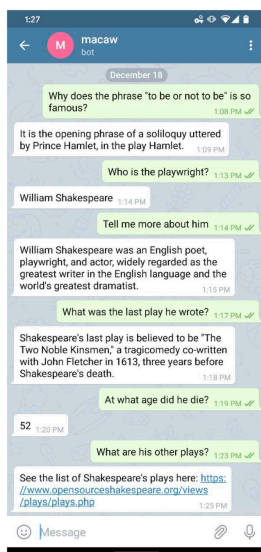 1:27
M
macaw
bot
December 18
Why does the phrase "to be or not to be" is so
famous?
1:08 PM
It is the opening phrase of a soliloquy uttered
by Prince Hamlet, in the play Hamlet. 1:09 PM
Who is the playwright? 1:13 PM
William Shakespeare 1:14 PM
Tell me more about him 1:14 PM
William Shakespeare was an English poet,
playwright, and actor, widely regarded as the
greatest writer in the English language and the
world's greatest dramatist.
1:15 PM
What was the last play he wrote? 1:17 PM
Shakespeare's last play is believed to be "The
Two Noble Kinsmen," a tragicomedy co-written
with John Fletcher in 1613, three years before
Shakespeare's death.
1:18 PM
At what age did he die? 1:19 PM
52 1:20 PM
What are his other plays? 1:23 PM
See the list of Shakespeare's plays here: https:
//www.opensourceshakespeare.org/views
/plays/plays.php
1:25 PM
Message